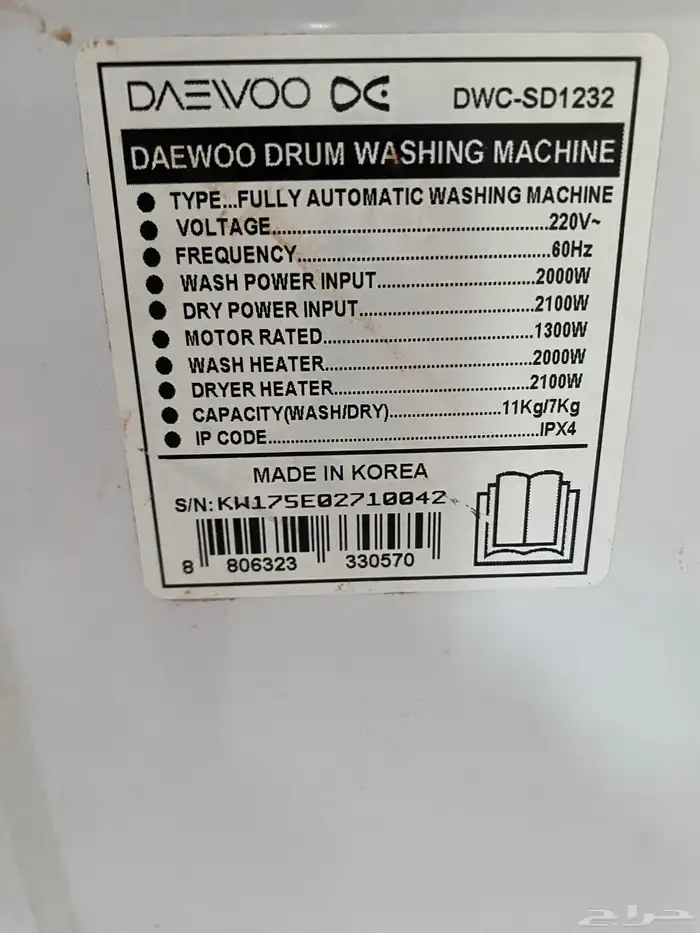 DAEWOO DWC-SD1232
DAEWOO DRUM WASHING MACHINE
● TYPE...FULLY AUTOMATIC WASHING MACHINE
● VOLTAGE..................................................220V~
● FREQUENCY..............................................60Hz
● WASH POWER INPUT............................2000W
● DRY POWER INPUT................................2100W
● MOTOR RATED......................................1300W
● WASH HEATER.....................................2000W
● DRYER HEATER....................................2100W
● CAPACITY(WASH/DRY)....................11Kg/7Kg
● IP CODE..................................................IPX4
MADE IN KOREA
S/N: KW175E02710042
8 806323 330570
حراج